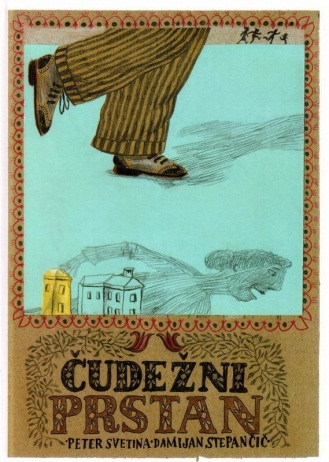 ČUDEŽNI
PRSTAN
·PETER SVETINA·DAMIJAN STEPANČIČ·